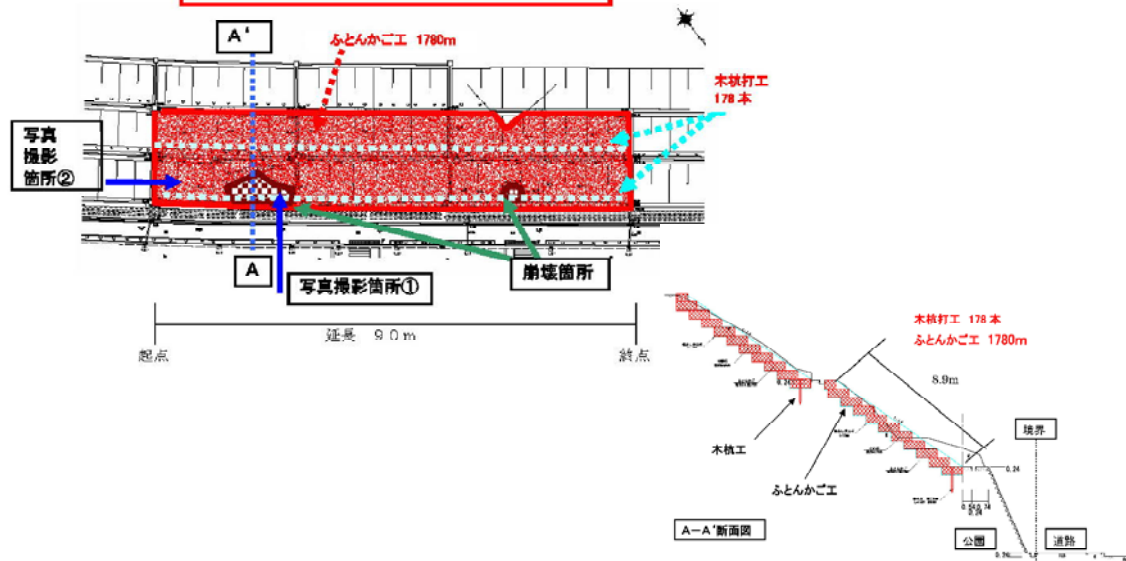 A'
ふとんかご工 1780m
木杭打工
178 本
写真
撮影
箇所②
A
写真撮影箇所①
崩壊箇所
延長 90m
起点
終点
木杭打工 178 本
ふとんかご工 1780m
8.9m
境界
木杭工
ふとんかご工
0.24
A-A'断面図
公園
道路